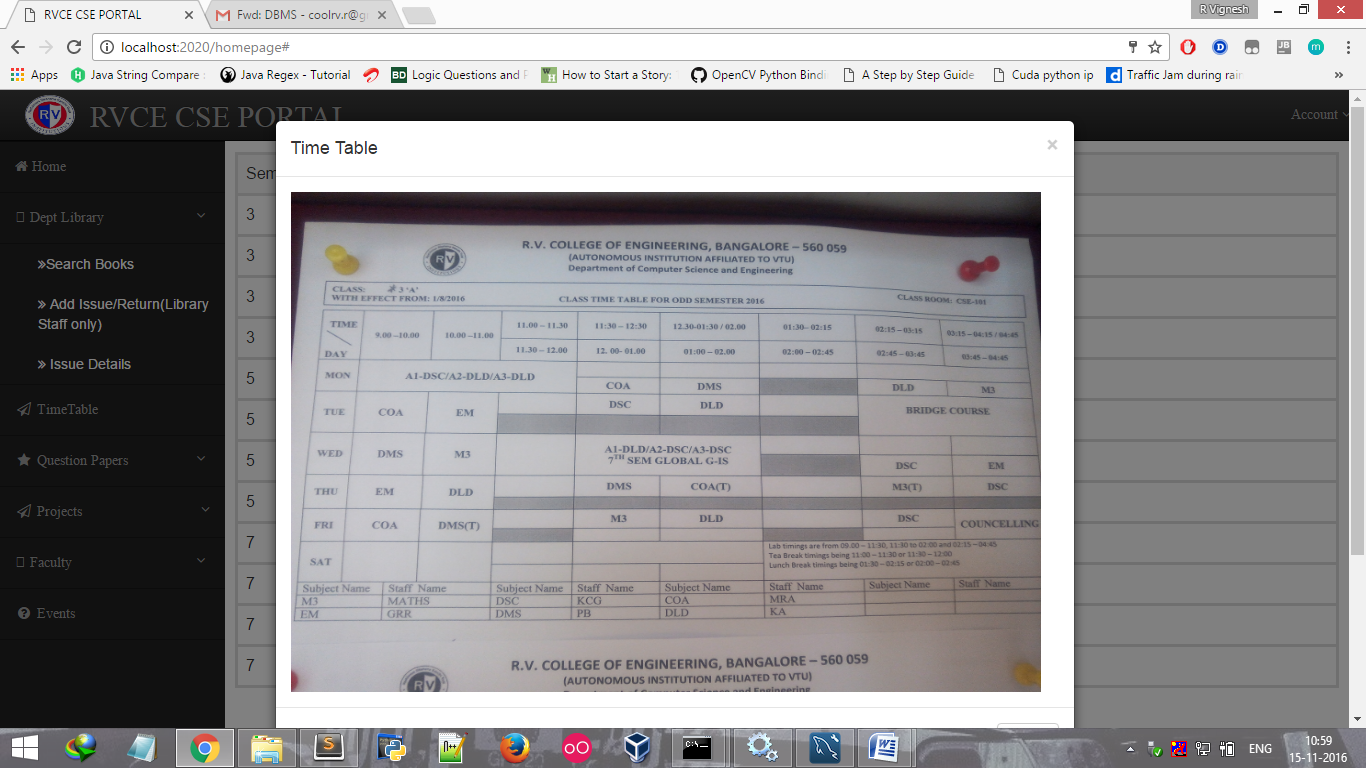 RVCE CSE PORTAL
Fwd: DBMS - coolrv.r@g
R Vignesh
localhost:2020/homepage#
Apps
Java String Compare
Java Regex - Tutorial
BD Logic Questions and
How to Start a Story:
OpenCV Python Bindi
A Step by Step Guide
Cuda python ip
Traffic Jam during rain
RV RVCE CSE PORTAL
Account
Home
Dept Library
»Search Books
» Add Issue/Return(Library
Staff only)
» Issue Details
TimeTable
Question Papers
Projects
Faculty
Events
Sem
3
3
3
3
5
5
5
5
7
7
7
7
Time Table ×
R.V. COLLEGE OF ENGINEERING, BANGALORE – 560 059
(AUTONOMOUS INSTITUTION AFFILIATED TO VTU)
Department of Computer Science and Engineering
CLASS: # 3 'A'
WITH EFFECT FROM: 1/8/2016 CLASS TIME TABLE FOR ODD SEMESTER 2016 CLASS ROOM: CSE-101
TIME 9.00 –10.00 10.00 –11.00 11.00 – 11.30 11:30 – 12:30 12.30-01:30 / 02.00 01:30– 02:15 02:15 – 03:15 03:15 – 04:15 / 04:45
DAY 11.30 – 12.00 12. 00- 01.00 01:00 – 02.00 02:00 – 02:45 02:45 – 03:45 03:45 – 04:45
MON A1-DSC/A2-DLD/A3-DLD COA DMS DLD M3
TUE COA EM DSC DLD BRIDGE COURSE
WED DMS M3 A1-DLD/A2-DSC/A3-DSC
7TH SEM GLOBAL G-IS DSC EM
THU EM DLD DMS COA(T) M3(T) DSC
FRI COA DMS(T) M3 DLD DSC COUNCELLING
SAT
Lab timings are from 09.00 – 11:30, 11:30 to 02:00 and 02:15 – 04:45
Tea Break timings being 11:00 – 11:30 or 11:30 – 12:00
Lunch Break timings being 01:30 – 02:15 or 02:00 – 02:45
Subject Name Staff Name Subject Name Staff Name Subject Name Staff Name Subject Name Staff Name
M3 MATHS DSC KCG COA MRA
EM GRR DMS PB DLD KA
R.V. COLLEGE OF ENGINEERING, BANGALORE – 560 059
(AUTONOMOUS INSTITUTION AFFILIATED TO VTU)
Department of Computer Science and Engineering
ENG
10:59
15-11-2016